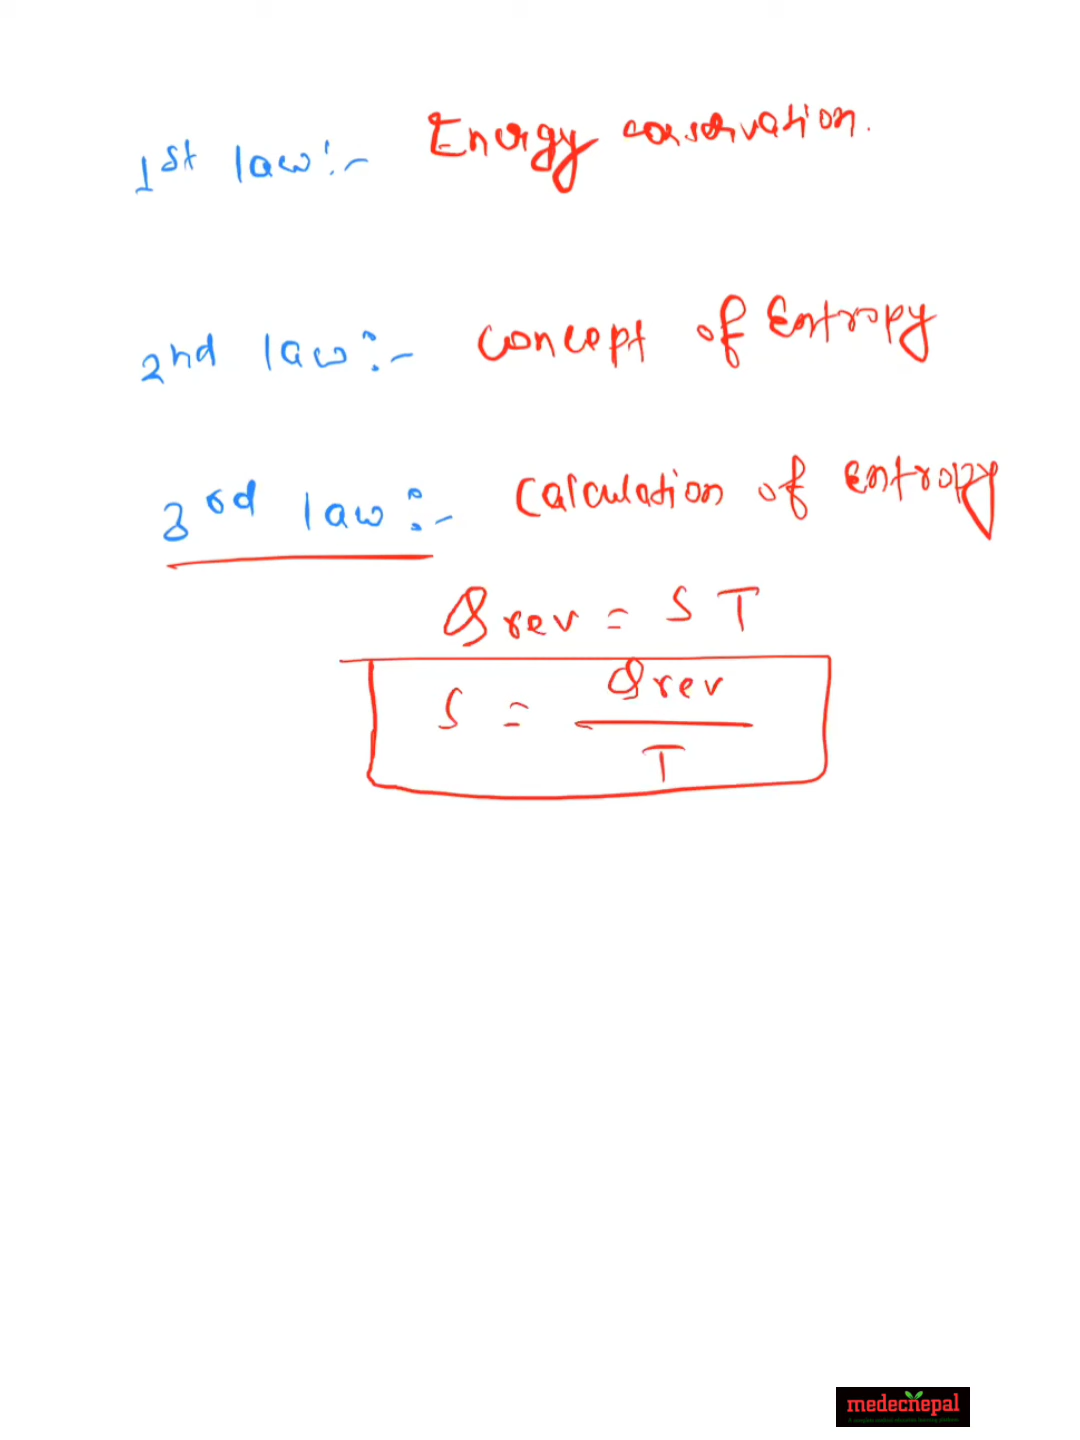 1st law:- Energy conservation.
2nd law:- concept of Entropy
3rd law:- Calculation of Entropy
Qrev = S T
S = Qrev / T
medecnepal